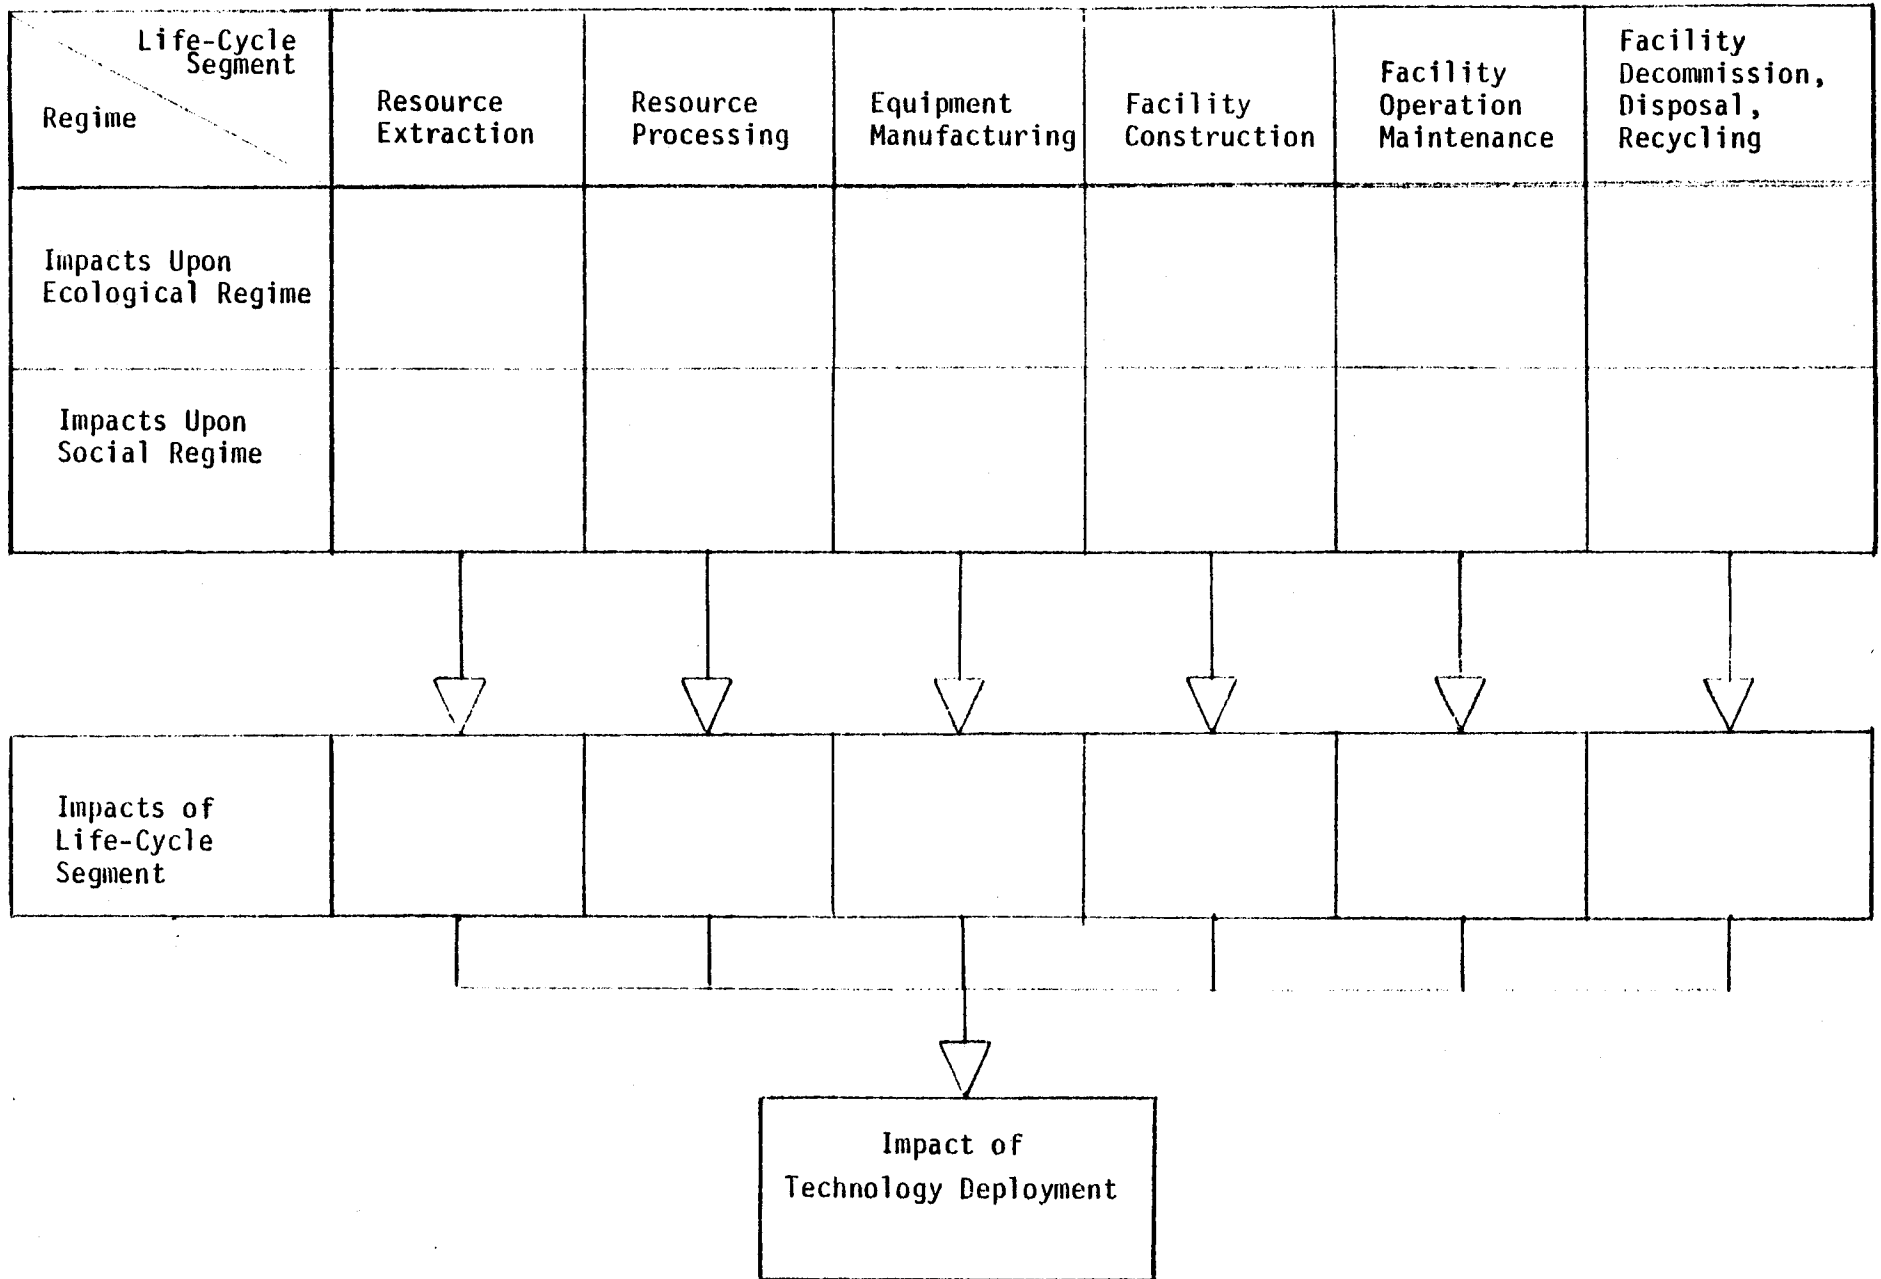 Life-Cycle
Segment
Regime
Resource
Extraction
Resource
Processing
Equipment
Manufacturing
Facility
Construction
Facility
Operation
Maintenance
Facility
Decommission,
Disposal,
Recycling
Impacts Upon
Ecological Regime
Impacts Upon
Social Regime
Impacts of
Life-Cycle
Segment
Impact of
Technology Deployment